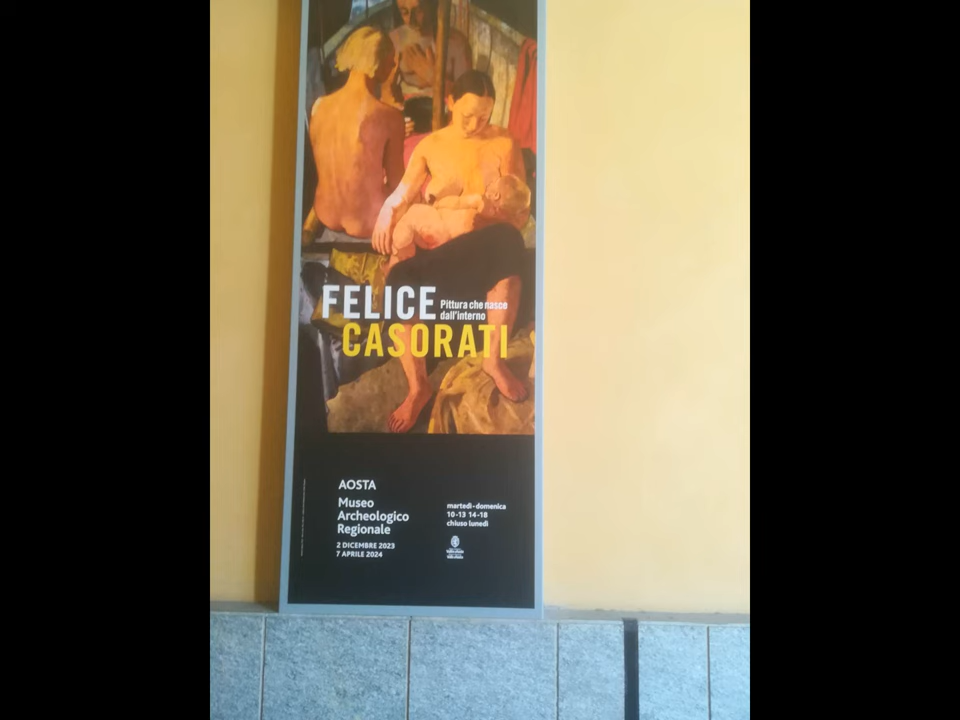 FELICE
Pittura che nasce
dall'interno
CASORATI
AOSTA
Museo
Archeologico
Regionale
2 DICEMBRE 2023
7 APRILE 2024
martedì - domenica
10-13 14-18
chiuso lunedì